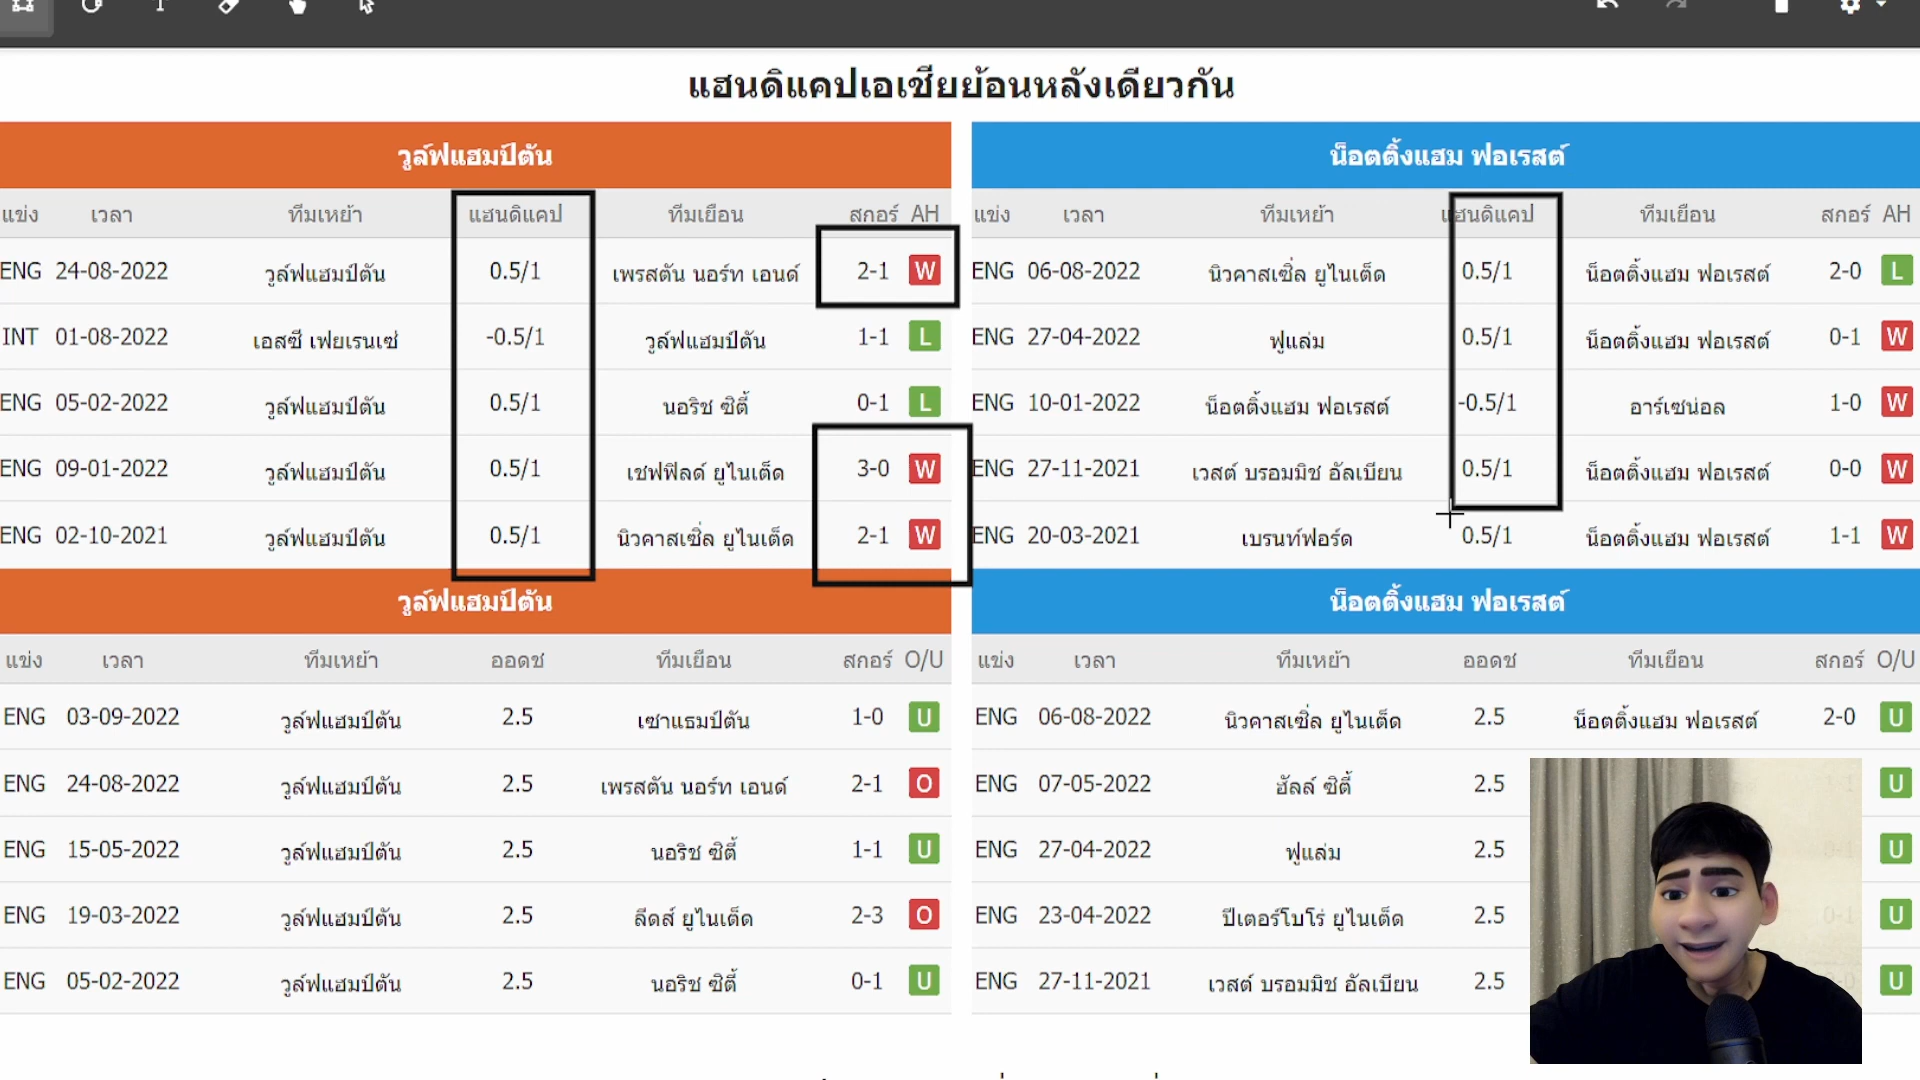 แฮนดิแคปเอเชียย้อนหลังเดียวกัน
วูล์ฟแฮมป์ตัน
แข่ง เวลา ทีมเหย้า แฮนดิแคป ทีมเยือน สกอร์ AH
ENG 24-08-2022 วูล์ฟแฮมป์ตัน 0.5/1 เพรสตัน นอร์ท เอนด์ 2-1 W
INT 01-08-2022 เอสซี เฟยเรนเซ่ -0.5/1 วูล์ฟแฮมป์ตัน 1-1 L
ENG 05-02-2022 วูล์ฟแฮมป์ตัน 0.5/1 นอริช ซิตี้ 0-1 L
ENG 09-01-2022 วูล์ฟแฮมป์ตัน 0.5/1 เชฟฟิลด์ ยูไนเต็ด 3-0 W
ENG 02-10-2021 วูล์ฟแฮมป์ตัน 0.5/1 นิวคาสเซิ่ล ยูไนเต็ด 2-1 W
น็อตติ้งแฮม ฟอเรสต์
แข่ง เวลา ทีมเหย้า แฮนดิแคป ทีมเยือน สกอร์ AH
ENG 06-08-2022 นิวคาสเซิ่ล ยูไนเต็ด 0.5/1 น็อตติ้งแฮม ฟอเรสต์ 2-0 L
ENG 27-04-2022 ฟูแล่ม 0.5/1 น็อตติ้งแฮม ฟอเรสต์ 0-1 W
ENG 10-01-2022 น็อตติ้งแฮม ฟอเรสต์ -0.5/1 อาร์เซน่อล 1-0 W
ENG 27-11-2021 เวสต์ บรอมมิช อัลเบียน 0.5/1 น็อตติ้งแฮม ฟอเรสต์ 0-0 W
ENG 20-03-2021 เบรนท์ฟอร์ด 0.5/1 น็อตติ้งแฮม ฟอเรสต์ 1-1 W
วูล์ฟแฮมป์ตัน
แข่ง เวลา ทีมเหย้า ออดช ทีมเยือน สกอร์ O/U
ENG 03-09-2022 วูล์ฟแฮมป์ตัน 2.5 เซาแธมป์ตัน 1-0 U
ENG 24-08-2022 วูล์ฟแฮมป์ตัน 2.5 เพรสตัน นอร์ท เอนด์ 2-1 O
ENG 15-05-2022 วูล์ฟแฮมป์ตัน 2.5 นอริช ซิตี้ 1-1 U
ENG 19-03-2022 วูล์ฟแฮมป์ตัน 2.5 ลีดส์ ยูไนเต็ด 2-3 O
ENG 05-02-2022 วูล์ฟแฮมป์ตัน 2.5 นอริช ซิตี้ 0-1 U
น็อตติ้งแฮม ฟอเรสต์
แข่ง เวลา ทีมเหย้า ออดช ทีมเยือน สกอร์ O/U
ENG 06-08-2022 นิวคาสเซิ่ล ยูไนเต็ด 2.5 น็อตติ้งแฮม ฟอเรสต์ 2-0 U
ENG 07-05-2022 ฮัลล์ ซิตี้ 2.5 U
ENG 27-04-2022 ฟูแล่ม 2.5 U
ENG 23-04-2022 ปีเตอร์โบโร่ ยูไนเต็ด 2.5 U
ENG 27-11-2021 เวสต์ บรอมมิช อัลเบียน 2.5 U